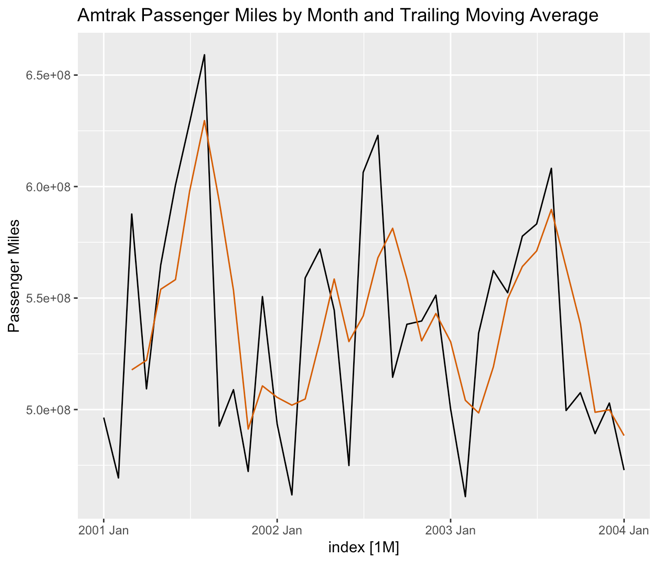 Amtrak Passenger Miles by Month and Trailing Moving Average
6.5e+08
6.0e+08
5.5e+08
5.0e+08
Passenger Miles
2001 Jan 2002 Jan 2003 Jan 2004 Jan
index [1M]